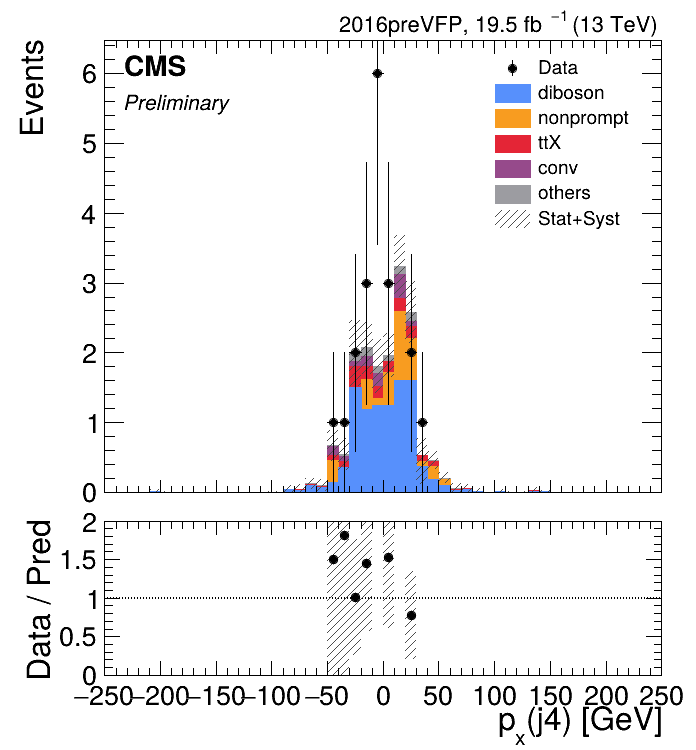 2016preVFP, 19.5 fb⁻¹ (13 TeV)
CMS
Preliminary
Events
Data
diboson
nonprompt
ttX
conv
others
Stat+Syst
6
5
4
3
2
1
0
Data / Pred
2
1.5
1
0.5
0
−250 −200 −150 −100 −50 0 50 100 150 200 250
pₓ(j4) [GeV]